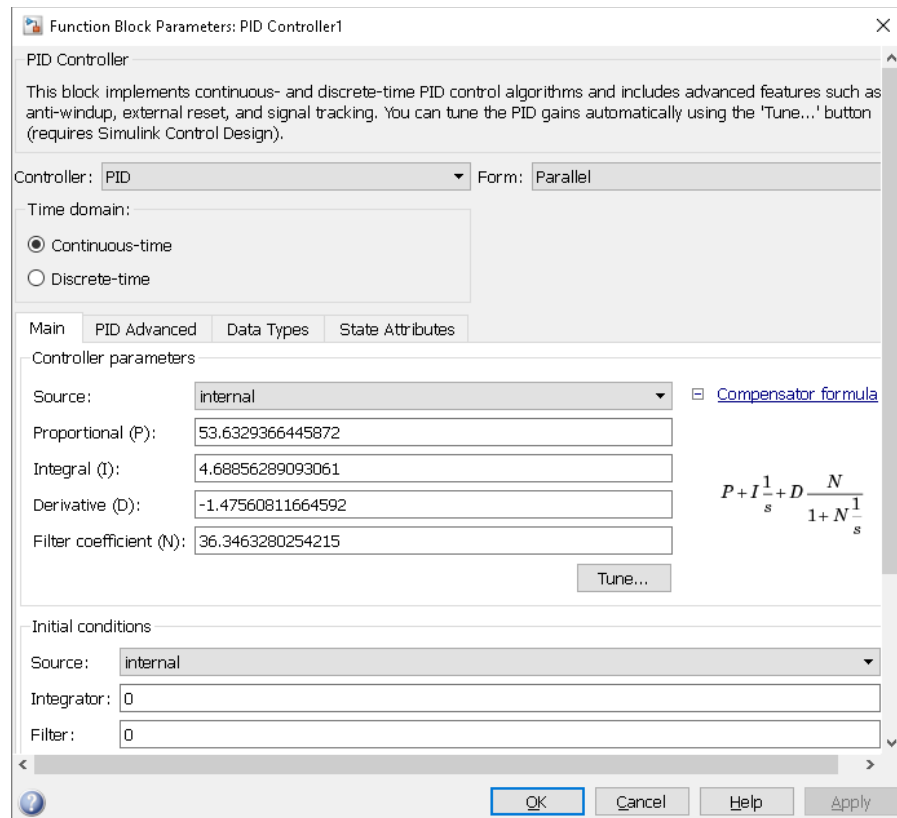 Function Block Parameters: PID Controller1
PID Controller
This block implements continuous- and discrete-time PID control algorithms and includes advanced features such as
anti-windup, external reset, and signal tracking. You can tune the PID gains automatically using the 'Tune...' button
(requires Simulink Control Design).
Controller: PID Form: Parallel
Time domain:
Continuous-time
Discrete-time
Main PID Advanced Data Types State Attributes
Controller parameters
Source: internal Compensator formula
Proportional (P): 53.6329366445872
Integral (I): 4.68856289093061
Derivative (D): -1.47560811664592
Filter coefficient (N): 36.3463280254215
P+I 1/s + D N/(1+N 1/s)
Tune...
Initial conditions
Source: internal
Integrator: 0
Filter: 0
OK Cancel Help Apply